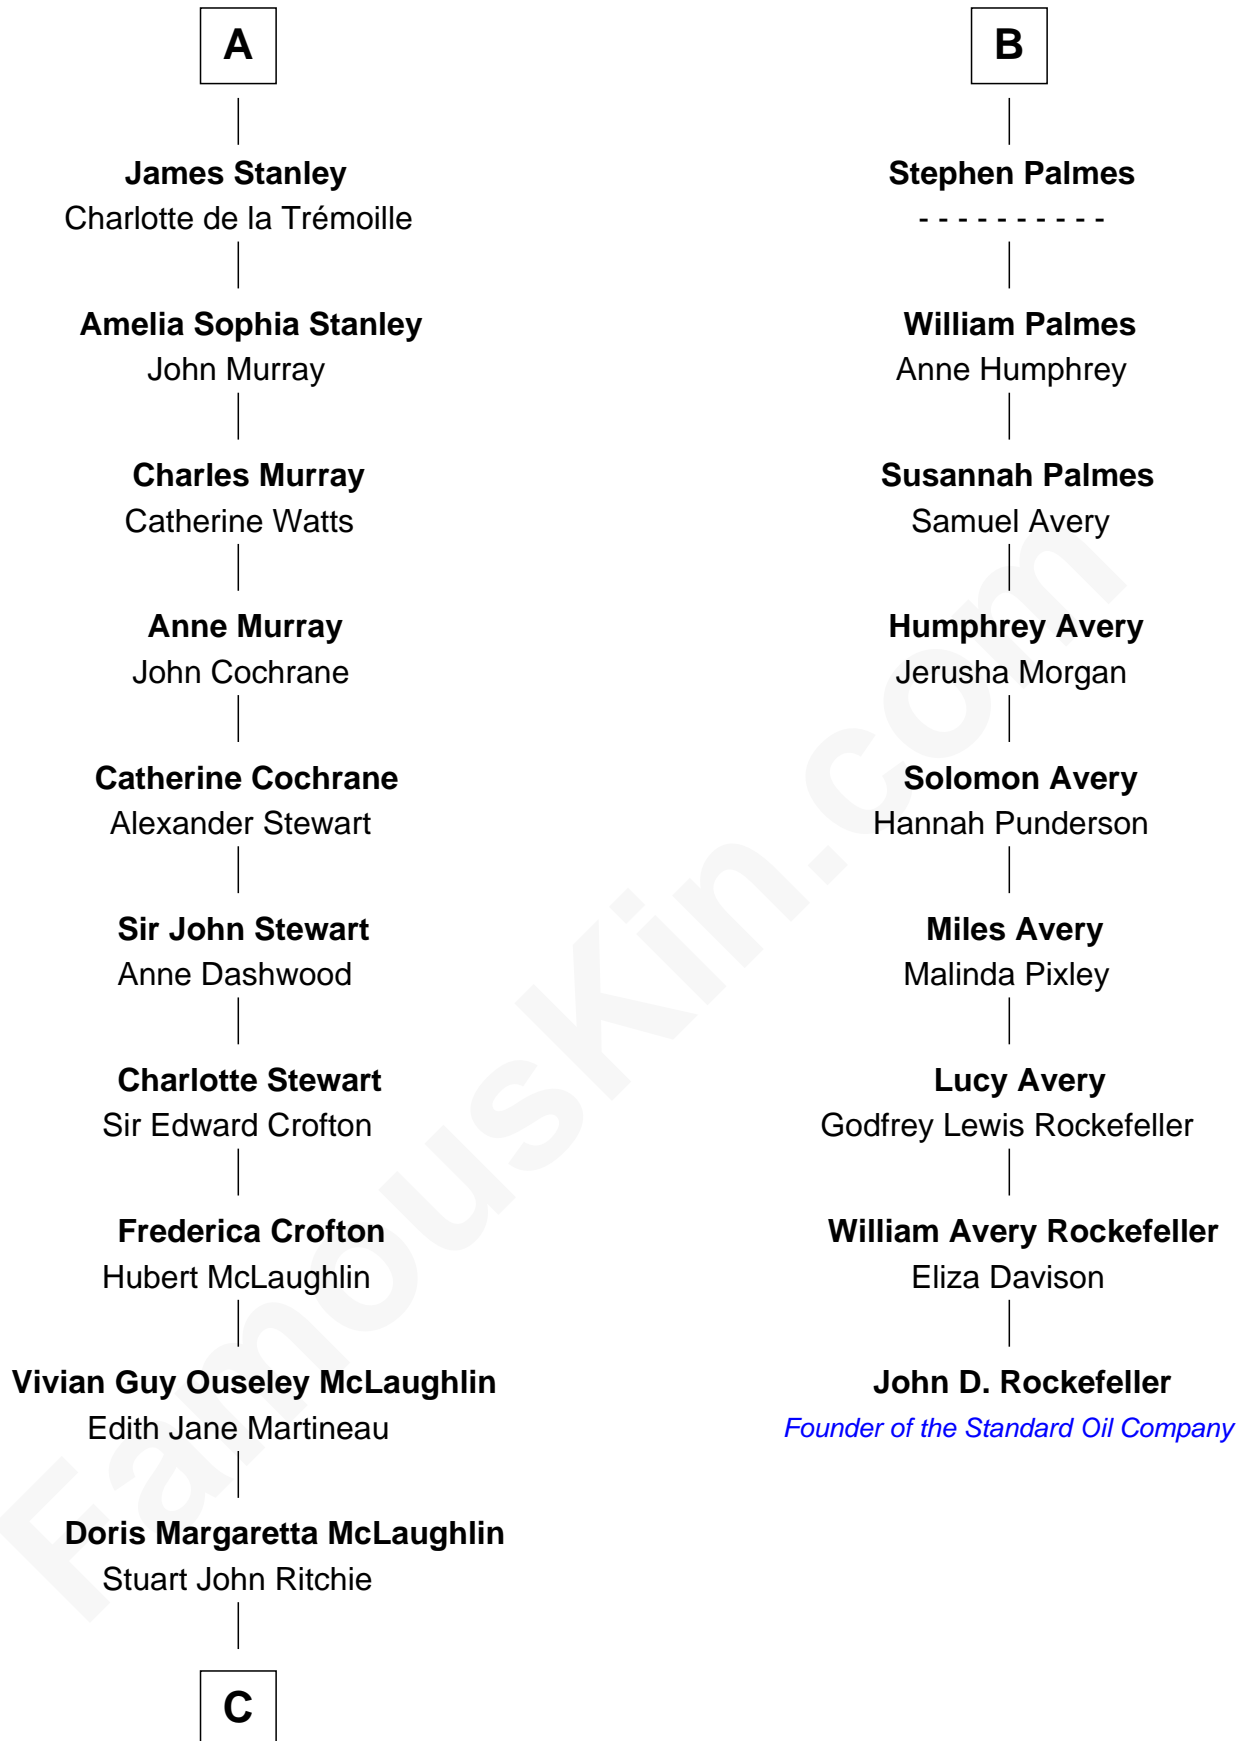 A
James Stanley
Charlotte de la Trémoille
Amelia Sophia Stanley
John Murray
Charles Murray
Catherine Watts
Anne Murray
John Cochrane
Catherine Cochrane
Alexander Stewart
Sir John Stewart
Anne Dashwood
Charlotte Stewart
Sir Edward Crofton
Frederica Crofton
Hubert McLaughlin
Vivian Guy Ouseley McLaughlin
Edith Jane Martineau
Doris Margaretta McLaughlin
Stuart John Ritchie
C
B
Stephen Palmes
- - - - - - - - - -
William Palmes
Anne Humphrey
Susannah Palmes
Samuel Avery
Humphrey Avery
Jerusha Morgan
Solomon Avery
Hannah Punderson
Miles Avery
Malinda Pixley
Lucy Avery
Godfrey Lewis Rockefeller
William Avery Rockefeller
Eliza Davison
John D. Rockefeller
Founder of the Standard Oil Company
FamousKin.com